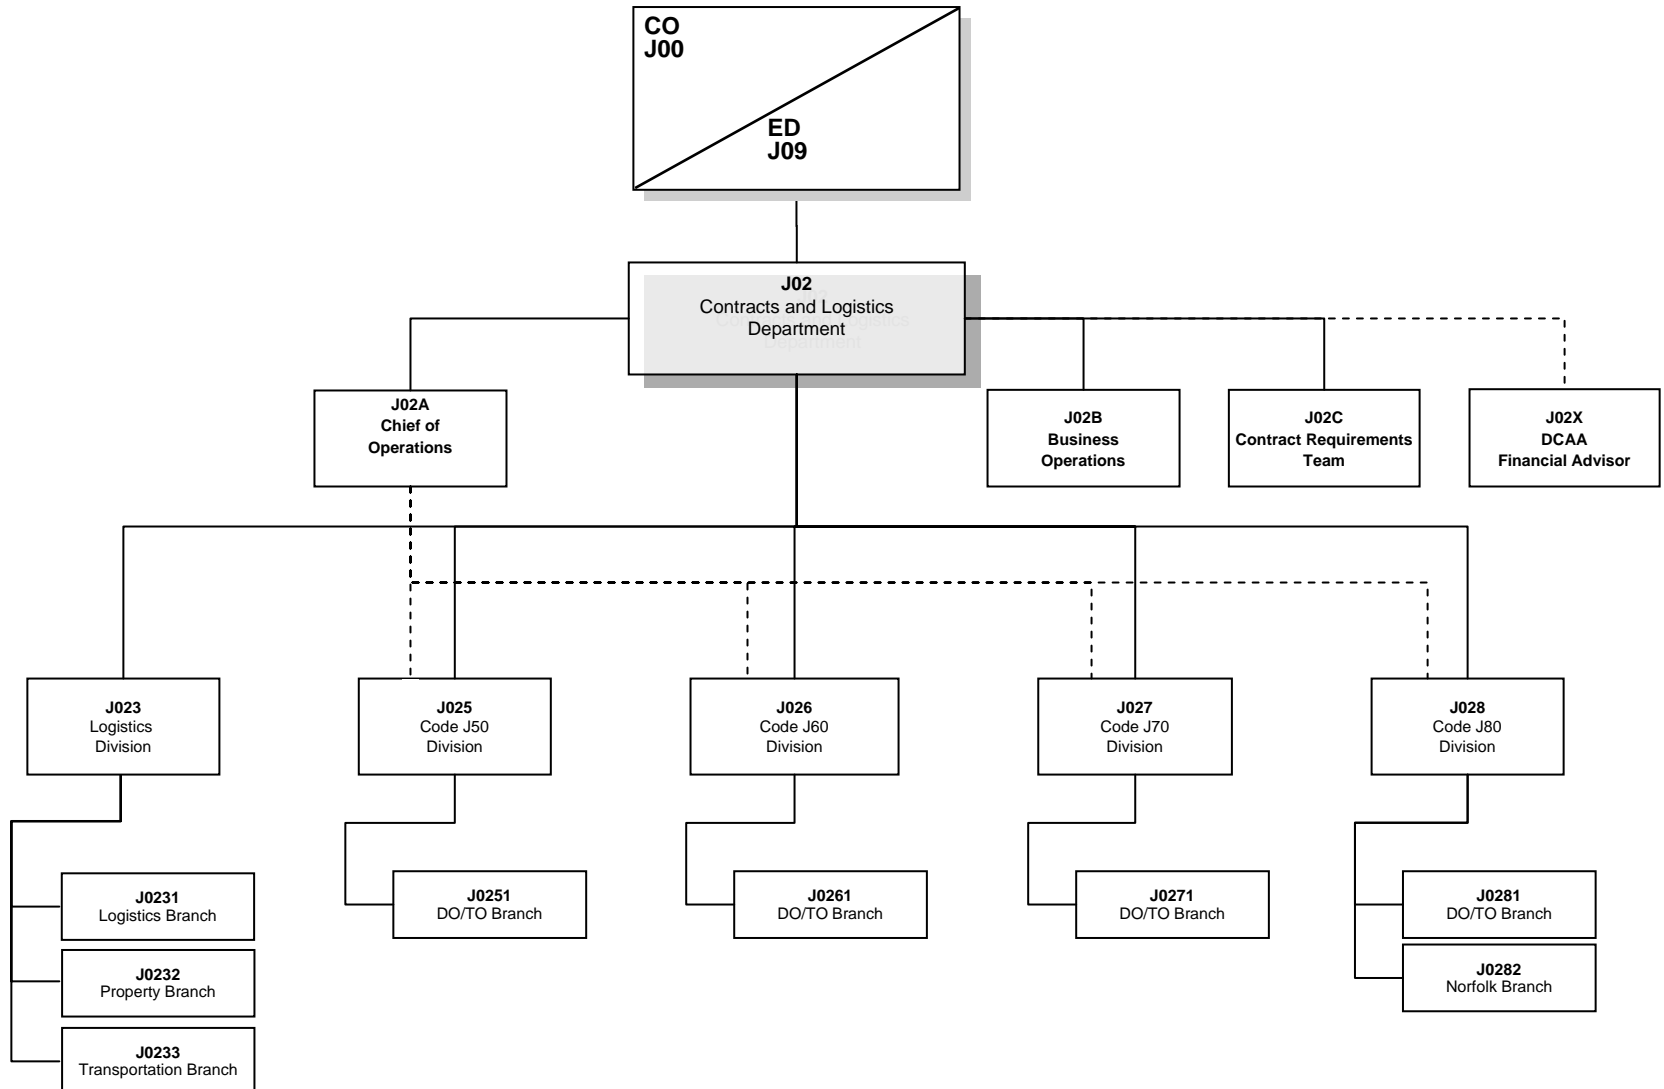 CO
J00
ED
J09
J02
Contracts and Logistics
Department
J02A
Chief of
Operations
J02B
Business
Operations
J02C
Contract Requirements
Team
J02X
DCAA
Financial Advisor
J023
Logistics
Division
J025
Code J50
Division
J026
Code J60
Division
J027
Code J70
Division
J028
Code J80
Division
J0231
Logistics Branch
J0251
DO/TO Branch
J0261
DO/TO Branch
J0271
DO/TO Branch
J0281
DO/TO Branch
J0232
Property Branch
J0282
Norfolk Branch
J0233
Transportation Branch